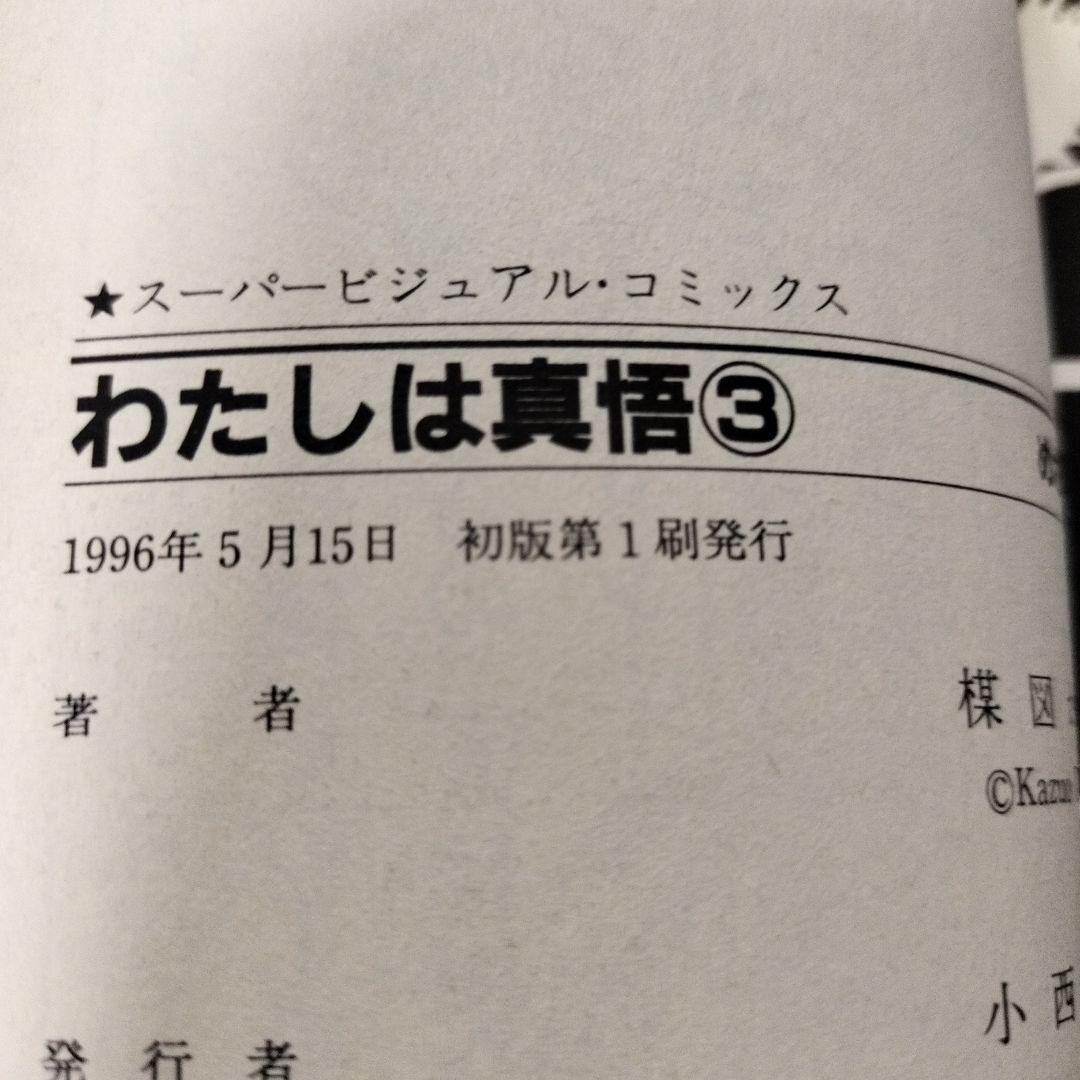 ★スーパービジュアル・コミックス
わたしは真悟③
1996年5月15日 初版第1刷発行
著 者 楳図
©Kazuo
小西
発行者